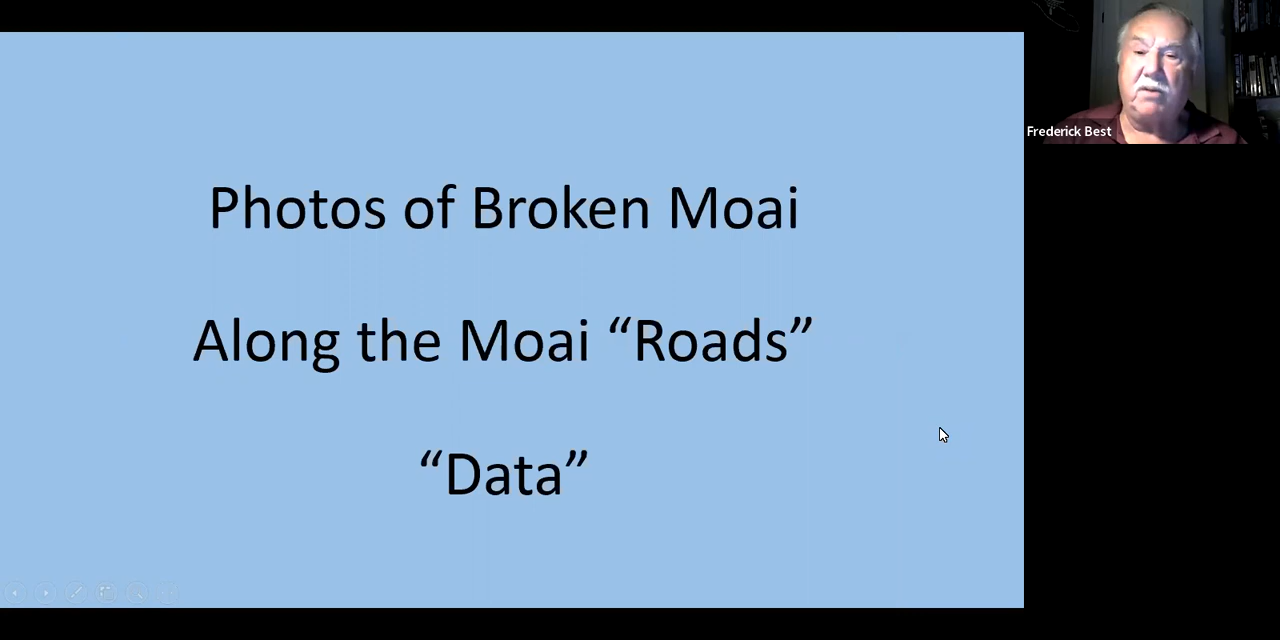 Photos of Broken Moai
Along the Moai “Roads”
“Data”
Frederick Best